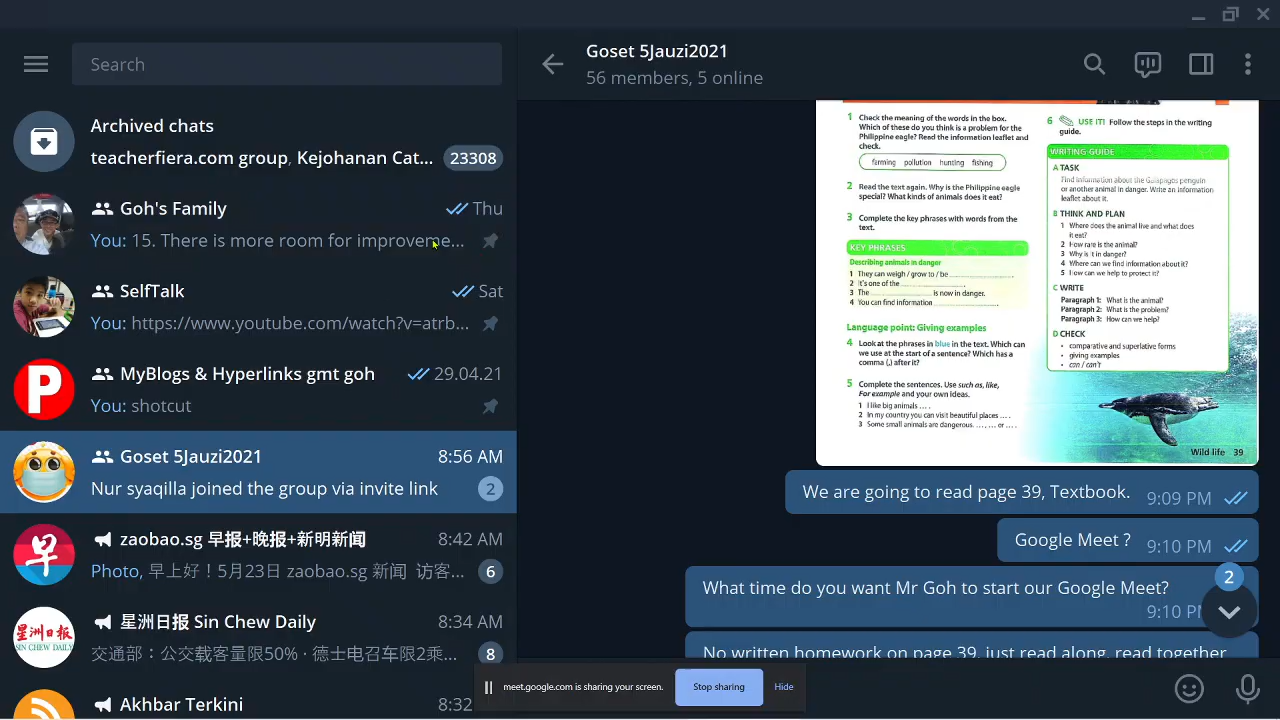 Search
Archived chats
teacherfiera.com group, Kejohanan Cat...
23308
Goh's Family
Thu
You: 15. There is more room for improveme...
SelfTalk
Sat
You: https://www.youtube.com/watch?v=atrb...
MyBlogs & Hyperlinks gmt goh
29.04.21
You: shotcut
Goset 5Jauzi2021
8:56 AM
Nur syaqilla joined the group via invite link
2
zaobao.sg 早报+晚报+新明新闻
8:42 AM
Photo, 早上好！5月23日 zaobao.sg 新闻 访客...
6
星洲日报 Sin Chew Daily
8:34 AM
交通部：公交载客量限50% · 德士电召车限2乘...
8
Akhbar Terkini
8:32
Goset 5Jauzi2021
56 members, 5 online
1 Check the meaning of the words in the box.
Which of these do you think is a problem for the
Philippine eagle? Read the information leaflet and
check.
farming pollution hunting fishing
2 Read the text again. Why is the Philippine eagle
special? What kinds of animals does it eat?
3 Complete the key phrases with words from the
text.
KEY PHRASES
Describing animals in danger
1 They can weigh / grow to / be
2 It's one of the
3 The is now in danger.
4 You can find information
Language point: Giving examples
4 Look at the phrases in blue in the text. Which can
we use at the start of a sentence? Which has a
comma (,) after it?
5 Complete the sentences. Use such as, like,
For example and your own ideas.
1 I like big animals ... .
2 In my country you can visit beautiful places ... .
3 Some small animals are dangerous. ... , ... or ... .
6 USE IT! Follow the steps in the writing
guide.
WRITING GUIDE
A TASK
Find information about the Galápagos penguin
or another animal in danger. Write an information
leaflet about it.
B THINK AND PLAN
1 Where does the animal live and what does
it eat?
2 How rare is the animal?
3 Why is it in danger?
4 Where can we find information about it?
5 How can we help to protect it?
C WRITE
Paragraph 1: What is the animal?
Paragraph 2: What is the problem?
Paragraph 3: How can we help?
D CHECK
• comparative and superlative forms
• giving examples
• can / can't
Wild life 39
We are going to read page 39, Textbook.
9:09 PM
Google Meet ?
9:10 PM
What time do you want Mr Goh to start our Google Meet?
9:10 PM
2
No written homework on page 39, just read along, read together
meet.google.com is sharing your screen.
Stop sharing
Hide